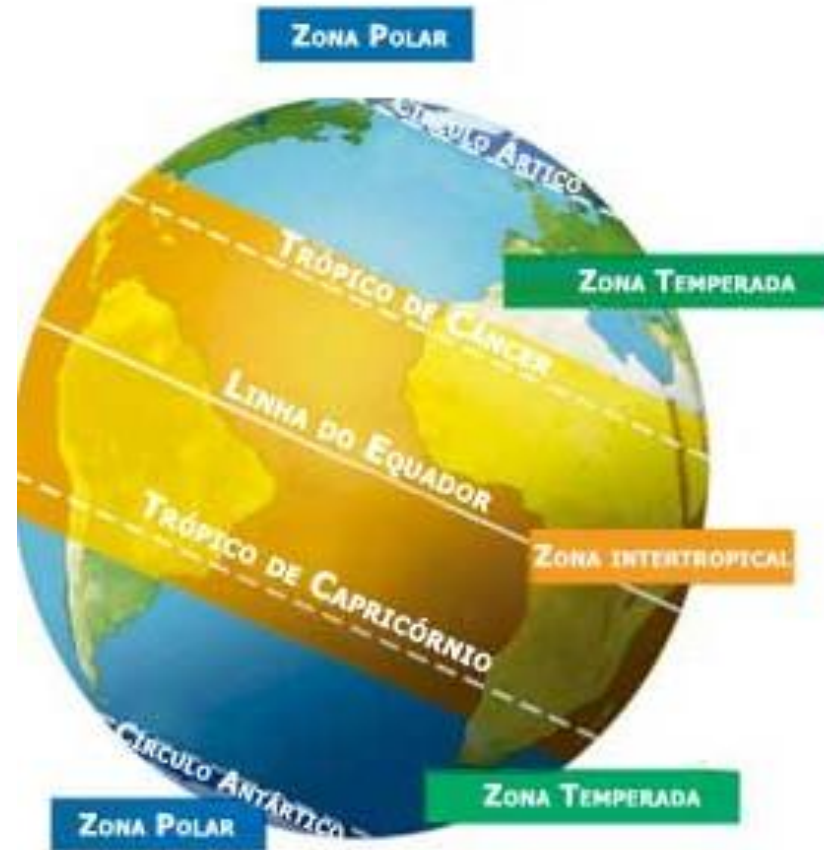 ZONA POLAR
CÍRCULO ÁRTICO
ZONA TEMPERADA
TRÓPICO DE CÂNCER
LINHA DO EQUADOR
TRÓPICO DE CAPRICÓRNIO
ZONA INTERTROPICAL
CÍRCULO ANTÁRTICO
ZONA TEMPERADA
ZONA POLAR